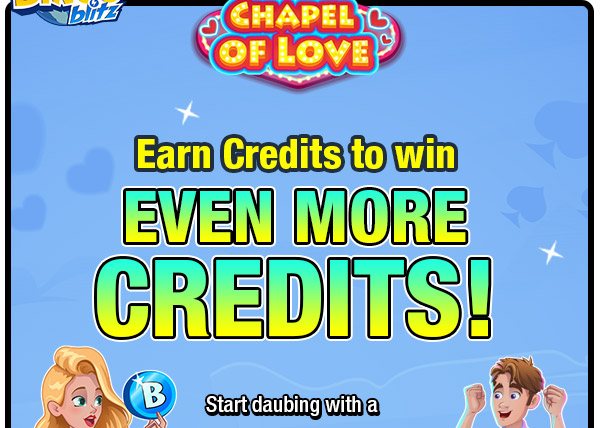 blitz
CHAPEL
OF LOVE
Earn Credits to win
EVEN MORE
CREDITS!
B
Start daubing with a